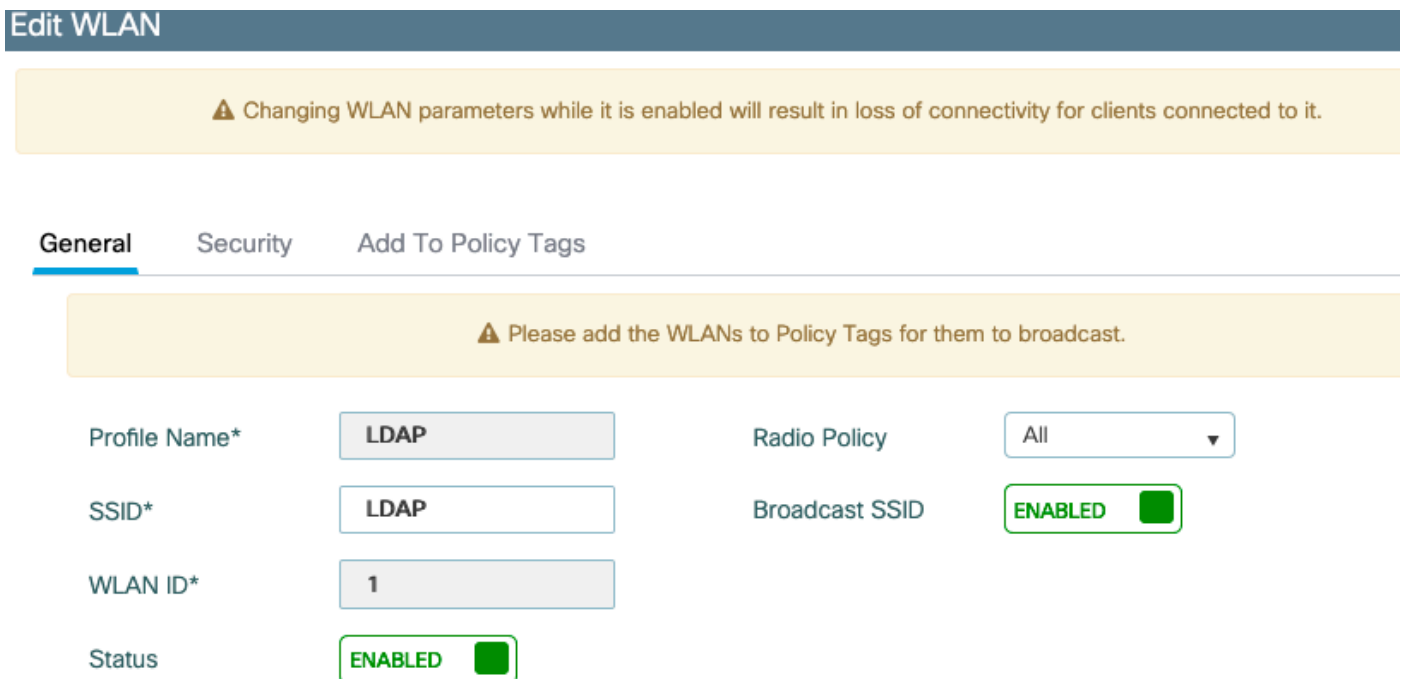 Edit WLAN
⚠ Changing WLAN parameters while it is enabled will result in loss of connectivity for clients connected to it.
General Security Add To Policy Tags
⚠ Please add the WLANs to Policy Tags for them to broadcast.
Profile Name* LDAP Radio Policy All
SSID* LDAP Broadcast SSID ENABLED
WLAN ID* 1
Status ENABLED